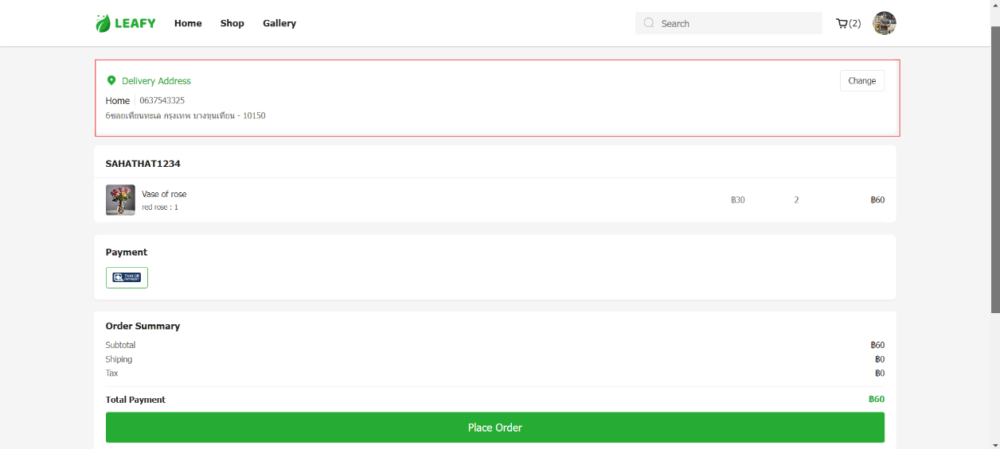 LEAFY Home Shop Gallery Search (2)
Delivery Address Change
Home 0637543325
6ซอยเทียนทะเล กรุงเทพ บางขุนเทียน - 10150
SAHATHAT1234
Vase of rose ฿30 2 ฿60
red rose : 1
Payment
THAI QR
PAYMENT
Order Summary
Subtotal ฿60
Shiping ฿0
Tax ฿0
Total Payment ฿60
Place Order